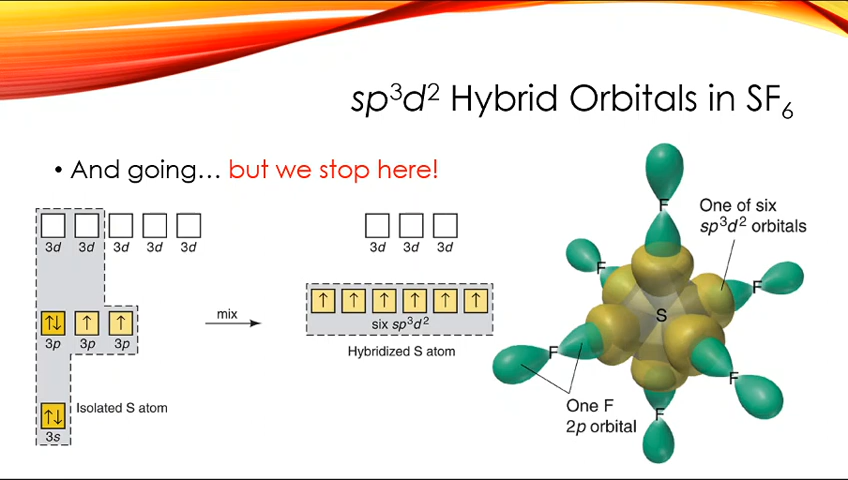 sp³d² Hybrid Orbitals in SF₆
• And going… but we stop here!
3d 3d 3d 3d 3d
3p 3p 3p
3s
Isolated S atom
mix
3d 3d 3d
six sp³d²
Hybridized S atom
One of six
sp³d² orbitals
F
F
F
S
F
F
F
One F
2p orbital